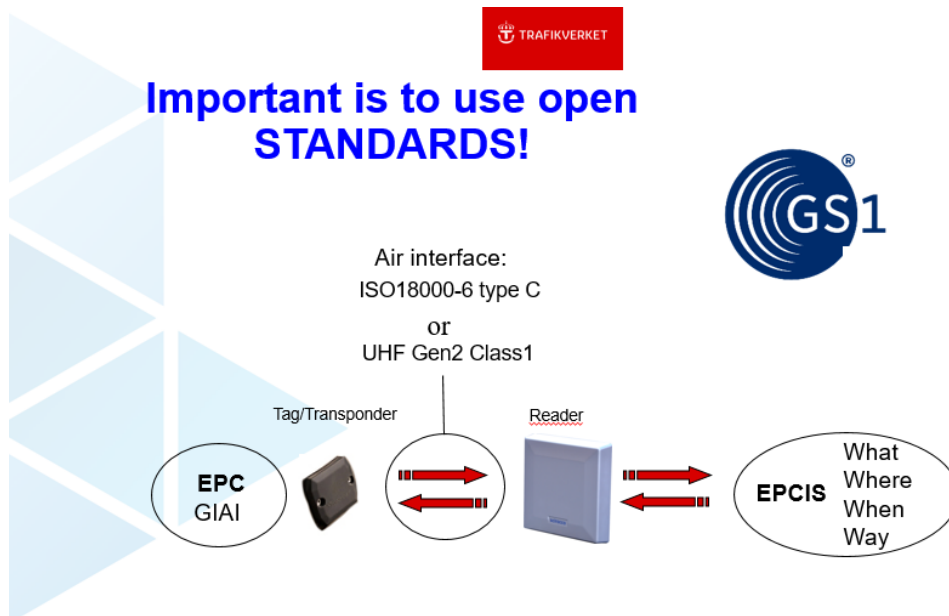 TRAFIKVERKET
Important is to use open
STANDARDS!
GS1
®
Air interface:
ISO18000-6 type C
or
UHF Gen2 Class1
Tag/Transponder
Reader
EPC
GIAI
EPCIS
What
Where
When
Way